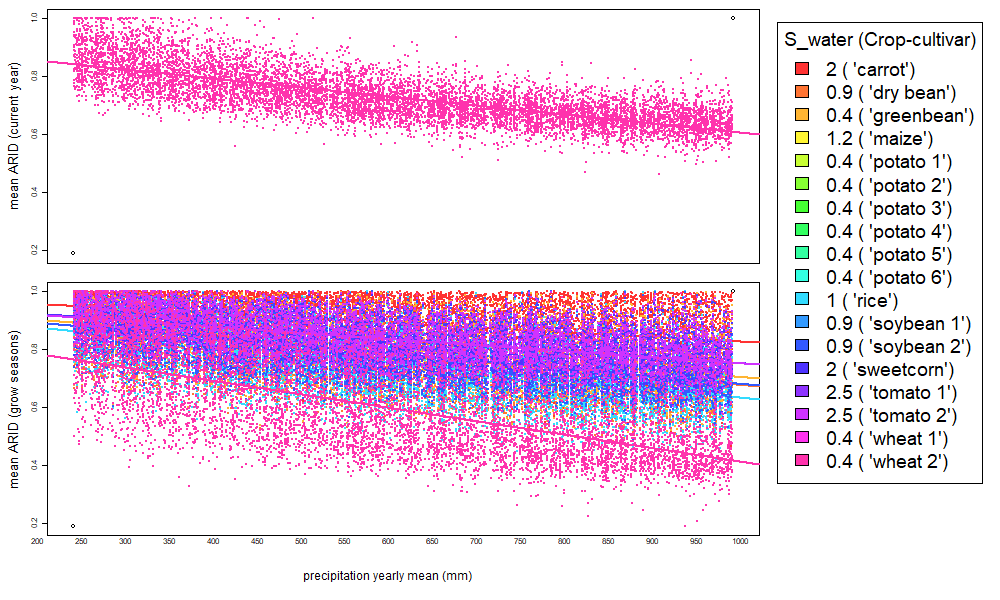 mean ARID (current year)
1.0
0.8
0.6
0.4
0.2
mean ARID (grow seasons)
1.0
0.8
0.6
0.4
0.2
200 250 300 350 400 450 500 550 600 650 700 750 800 850 900 950 1000
precipitation yearly mean (mm)
S_water (Crop-cultivar)
2 ( 'carrot')
0.9 ( 'dry bean')
0.4 ( 'greenbean')
1.2 ( 'maize')
0.4 ( 'potato 1')
0.4 ( 'potato 2')
0.4 ( 'potato 3')
0.4 ( 'potato 4')
0.4 ( 'potato 5')
0.4 ( 'potato 6')
1 ( 'rice')
0.9 ( 'soybean 1')
0.9 ( 'soybean 2')
2 ( 'sweetcorn')
2.5 ( 'tomato 1')
2.5 ( 'tomato 2')
0.4 ( 'wheat 1')
0.4 ( 'wheat 2')